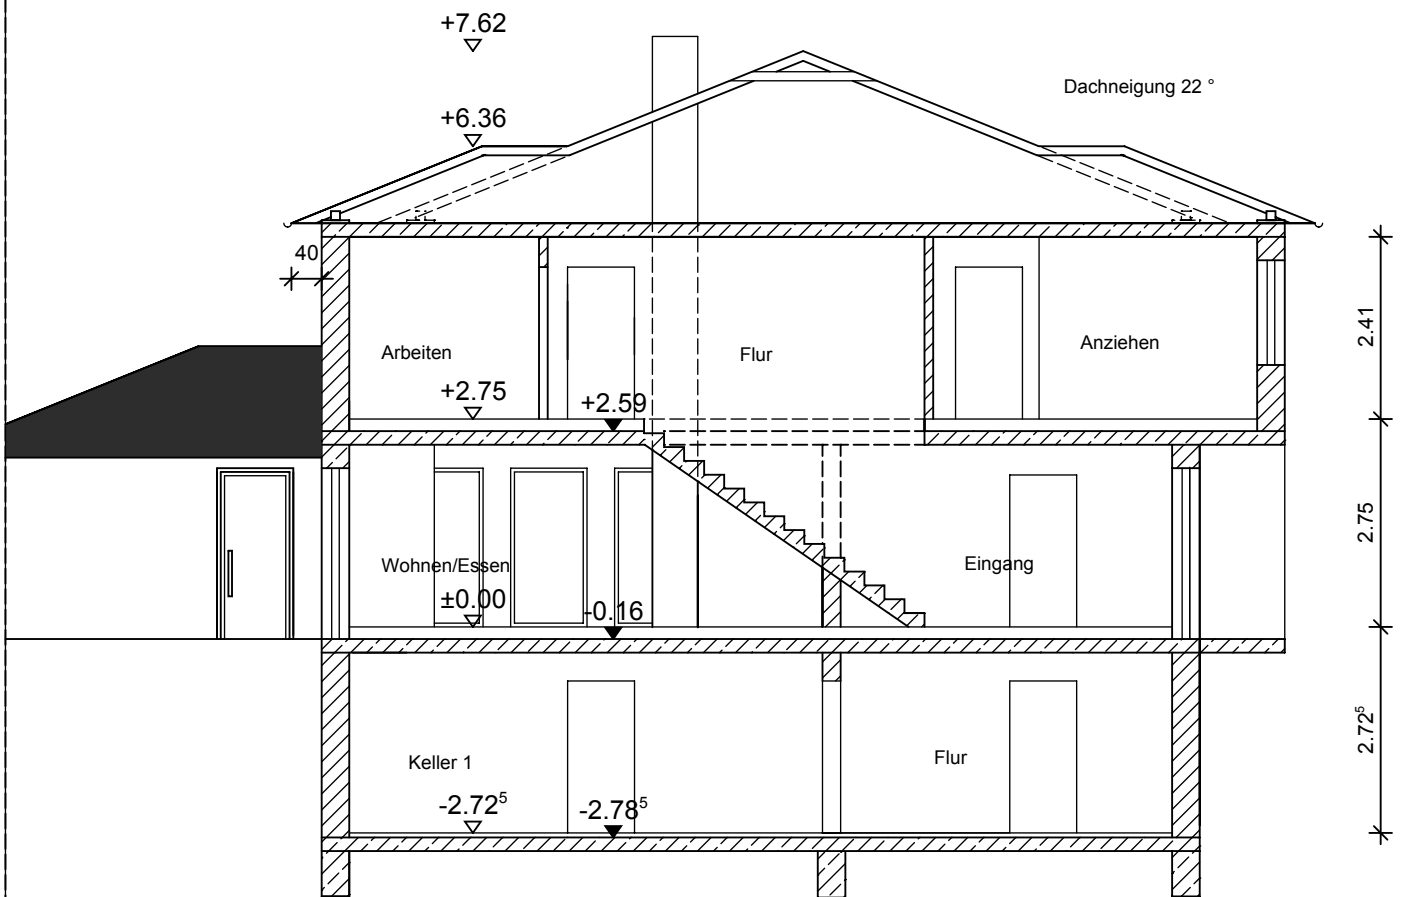 +7.62
Dachneigung 22 °
+6.36
40
2.41
Arbeiten
Flur
Anziehen
+2.75
+2.59
2.75
Wohnen/Essen
Eingang
±0.00
-0.16
2.72⁵
Keller 1
Flur
-2.72⁵
-2.78⁵